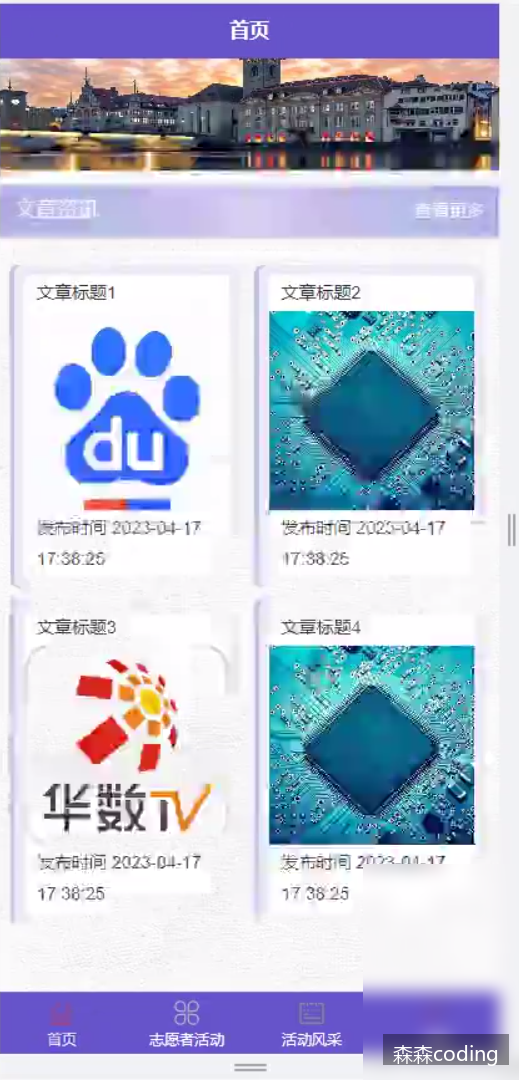 首页
文章资讯
查看更多
文章标题1
文章标题2
du
发布时间 2023-04-17
17:38:25
发布时间 2023-04-17
17:38:25
文章标题3
文章标题4
华数TV
发布时间 2023-04-17
17:38:25
发布时间 2023-04-17
17:38:25
首页
志愿者活动
活动风采
森森coding